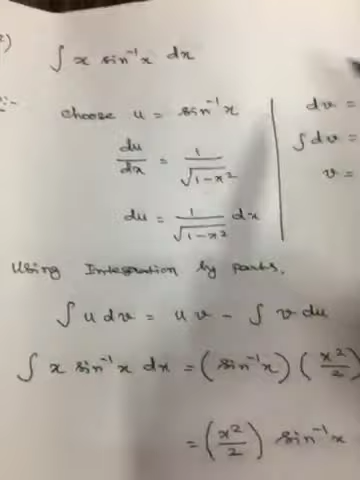 2)
∫ x sin⁻¹x dx
:-
choose u = sin⁻¹x
du/dx = 1/√(1-x²)
du = 1/√(1-x²) dx
dv =
∫ dv =
v =
Using Integration by parts,
∫ u dv = u v - ∫ v du
∫ x sin⁻¹x dx = (sin⁻¹x) (x²/2
= (x²/2) sin⁻¹x